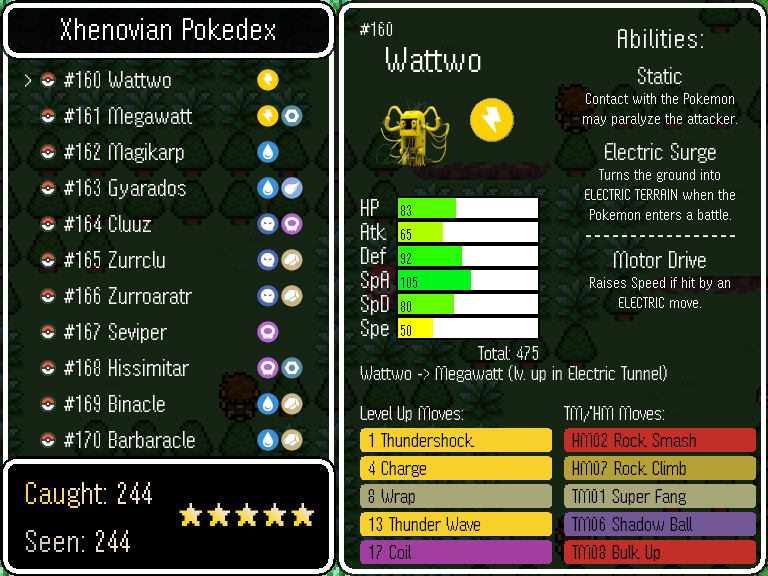 Xhenovian Pokedex
> #160 Wattwo
#161 Megawatt
#162 Magikarp
#163 Gyarados
#164 Cluuz
#165 Zurrclu
#166 Zurroaratr
#167 Seviper
#168 Hissimitar
#169 Binacle
#170 Barbaracle
Caught: 244
Seen: 244
#160
Wattwo
HP 83
Atk 65
Def 92
SpA 105
SpD 80
Spe 50
Total: 475
Abilities:
Static
Contact with the Pokemon
may paralyze the attacker.
Electric Surge
Turns the ground into
ELECTRIC TERRAIN when the
Pokemon enters a battle.
-----------------
Motor Drive
Raises Speed if hit by an
ELECTRIC move.
Wattwo -> Megawatt (lv. up in Electric Tunnel)
Level Up Moves:
1 Thundershock
4 Charge
8 Wrap
13 Thunder Wave
17 Coil
TM/HM Moves:
HM02 Rock Smash
HM07 Rock Climb
TM01 Super Fang
TM06 Shadow Ball
TM08 Bulk Up